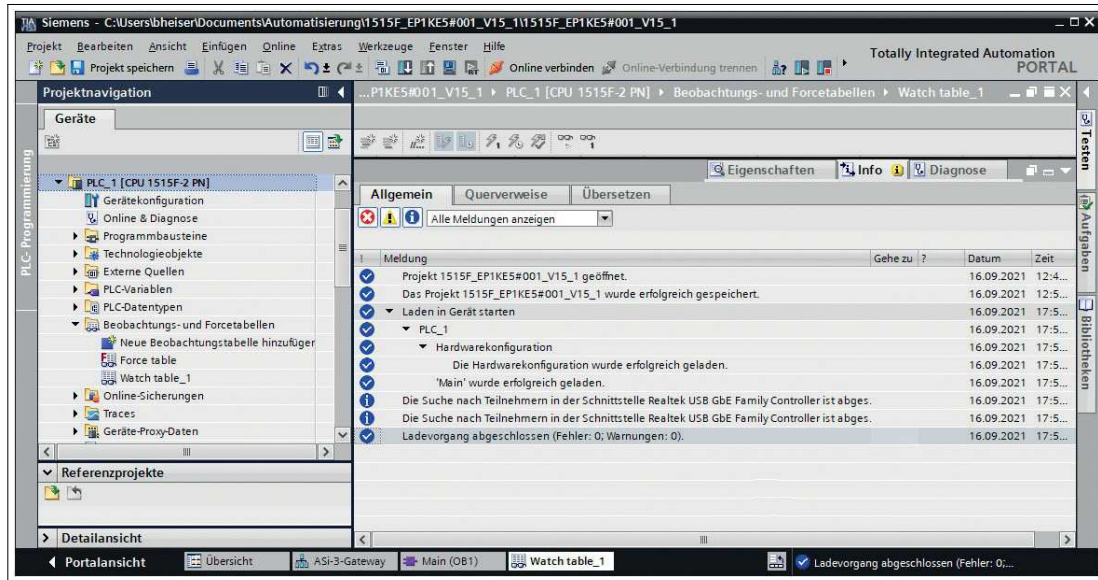 Siemens - C:\Users\bheiser\Documents\Automatisierung\1515F_EP1KE5#001_V15_1\1515F_EP1KE5#001_V15_1
Projekt Bearbeiten Ansicht Einfügen Online Extras Werkzeuge Fenster Hilfe
Totally Integrated Automation
PORTAL
Projekt speichern
Online verbinden
Online-Verbindung trennen
Projektnavigation
...P1KE5#001_V15_1 PLC_1 [CPU 1515F-2 PN] Beobachtungs- und Forcetabellen Watch table_1
Geräte
PLC-Programmierung
PLC_1 [CPU 1515F-2 PN]
Gerätekonfiguration
Online & Diagnose
Programmbausteine
Technologieobjekte
Externe Quellen
PLC-Variablen
PLC-Datentypen
Beobachtungs- und Forcetabellen
Neue Beobachtungstabelle hinzufüger
Force table
Watch table_1
Online-Sicherungen
Traces
Geräte-Proxy-Daten
Referenzprojekte
Detailansicht
Eigenschaften Info Diagnose
Allgemein Querverweise Übersetzen
Alle Meldungen anzeigen
! Meldung Gehe zu ? Datum Zeit
Projekt 1515F_EP1KE5#001_V15_1 geöffnet. 16.09.2021 12:4...
Das Projekt 1515F_EP1KE5#001_V15_1 wurde erfolgreich gespeichert. 16.09.2021 12:5...
Laden in Gerät starten 16.09.2021 17:5...
PLC_1 16.09.2021 17:5...
Hardwarekonfiguration 16.09.2021 17:5...
Die Hardwarekonfiguration wurde erfolgreich geladen. 16.09.2021 17:5...
'Main' wurde erfolgreich geladen. 16.09.2021 17:5...
Die Suche nach Teilnehmern in der Schnittstelle Realtek USB GbE Family Controller ist abges. 16.09.2021 17:5...
Die Suche nach Teilnehmern in der Schnittstelle Realtek USB GbE Family Controller ist abges. 16.09.2021 17:5...
Ladevorgang abgeschlossen (Fehler: 0; Warnungen: 0). 16.09.2021 17:5...
Testen
Aufgaben
Bibliotheken
Portalansicht Übersicht ASi-3-Gateway Main (OB1) Watch table_1 Ladevorgang abgeschlossen (Fehler: 0;...